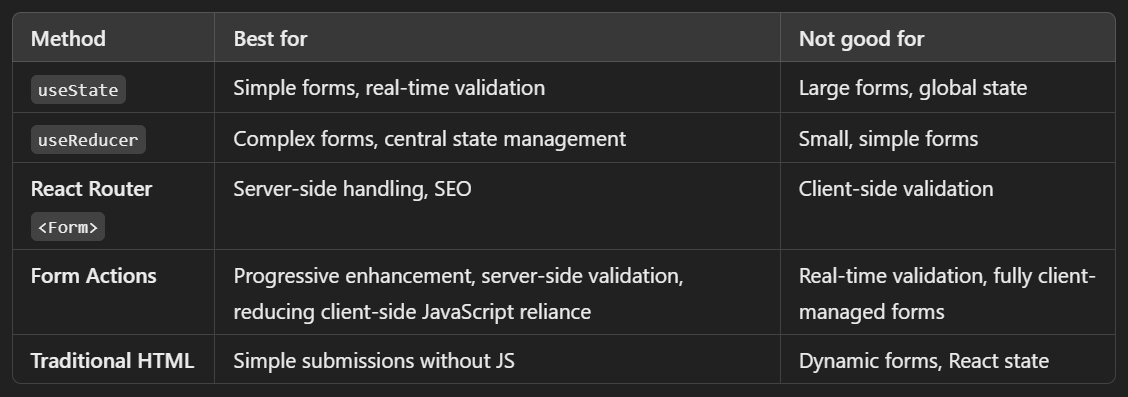 Method Best for Not good for
useState Simple forms, real-time validation Large forms, global state
useReducer Complex forms, central state management Small, simple forms
React Router Server-side handling, SEO Client-side validation
<Form>
Form Actions Progressive enhancement, server-side validation, Real-time validation, fully client-
reducing client-side JavaScript reliance managed forms
Traditional HTML Simple submissions without JS Dynamic forms, React state